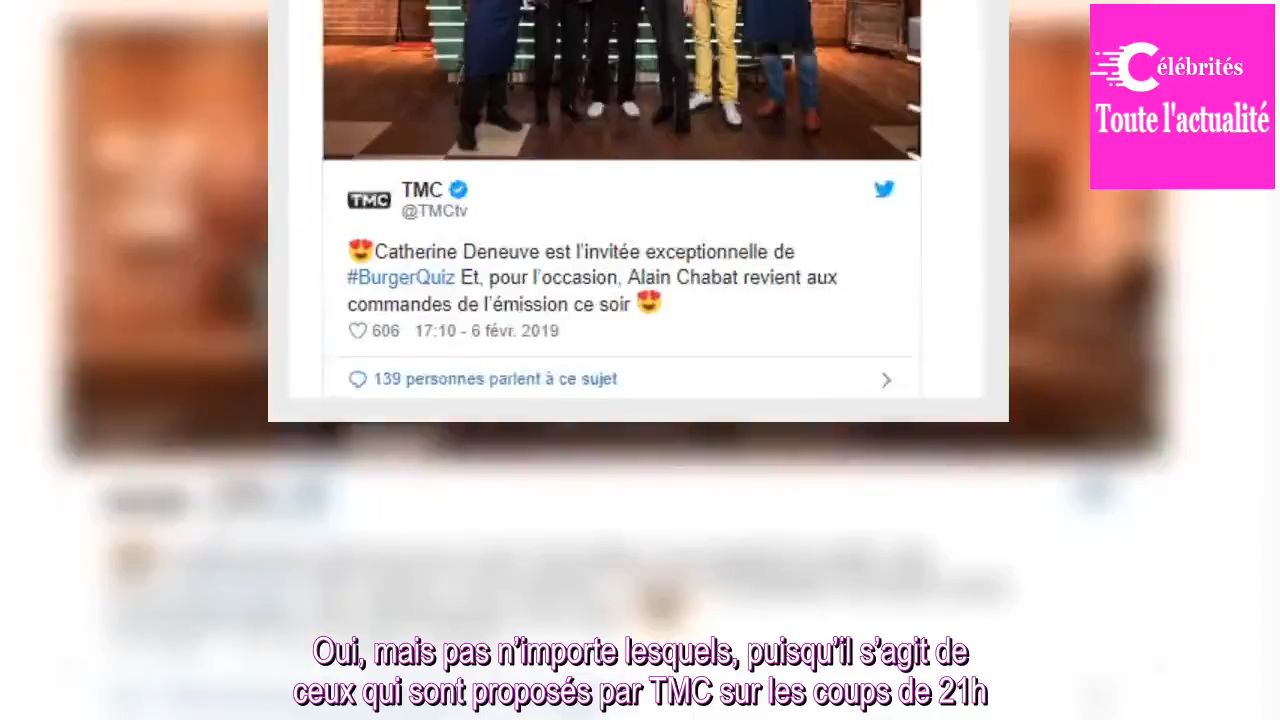 Célébrités
Toute l'actualité
TMC
TMC
@TMCtv
😍Catherine Deneuve est l'invitée exceptionnelle de
#BurgerQuiz Et, pour l'occasion, Alain Chabat revient aux
commandes de l'émission ce soir 😍
606 17:10 - 6 févr. 2019
139 personnes parlent à ce sujet
Oui, mais pas n'importe lesquels, puisqu'il s'agit de
ceux qui sont proposés par TMC sur les coups de 21h